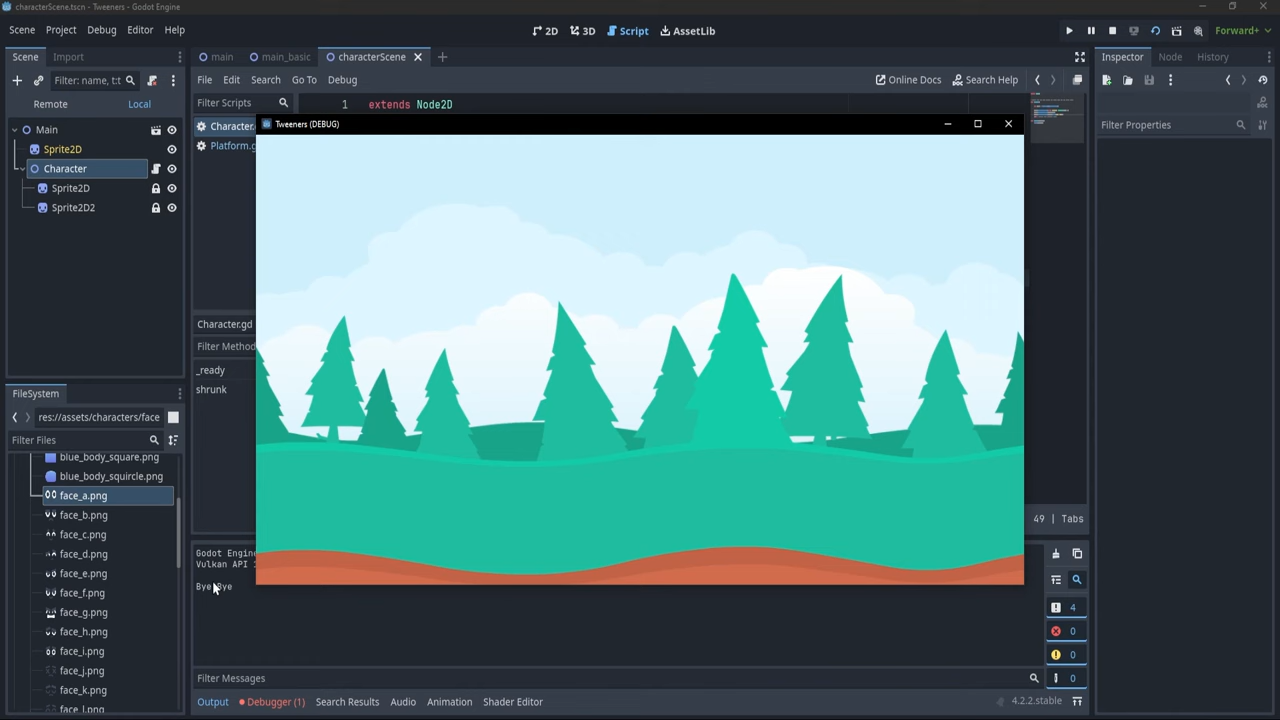 characterScene.tscn - Tweeners - Godot Engine
Scene Project Debug Editor Help
2D 3D Script AssetLib
Forward+
Scene Import
Filter: name, t:t
Remote Local
Main
Sprite2D
Character
Sprite2D
Sprite2D2
main main_basic characterScene
File Edit Search Go To Debug
Online Docs Search Help
Filter Scripts
Character.
Platform.g
1 extends Node2D
Tweeners (DEBUG)
Character.gd
Filter Method
_ready
shrunk
49 | Tabs
FileSystem
res://assets/characters/face
Filter Files
blue_body_square.png
blue_body_squircle.png
face_a.png
face_b.png
face_c.png
face_d.png
face_e.png
face_f.png
face_g.png
face_h.png
face_i.png
face_j.png
face_k.png
face_l.png
Godot Engine
Vulkan API 1
Bye Bye
4
0
0
0
Filter Messages
Output Debugger (1) Search Results Audio Animation Shader Editor
4.2.2.stable
Inspector Node History
Filter Properties